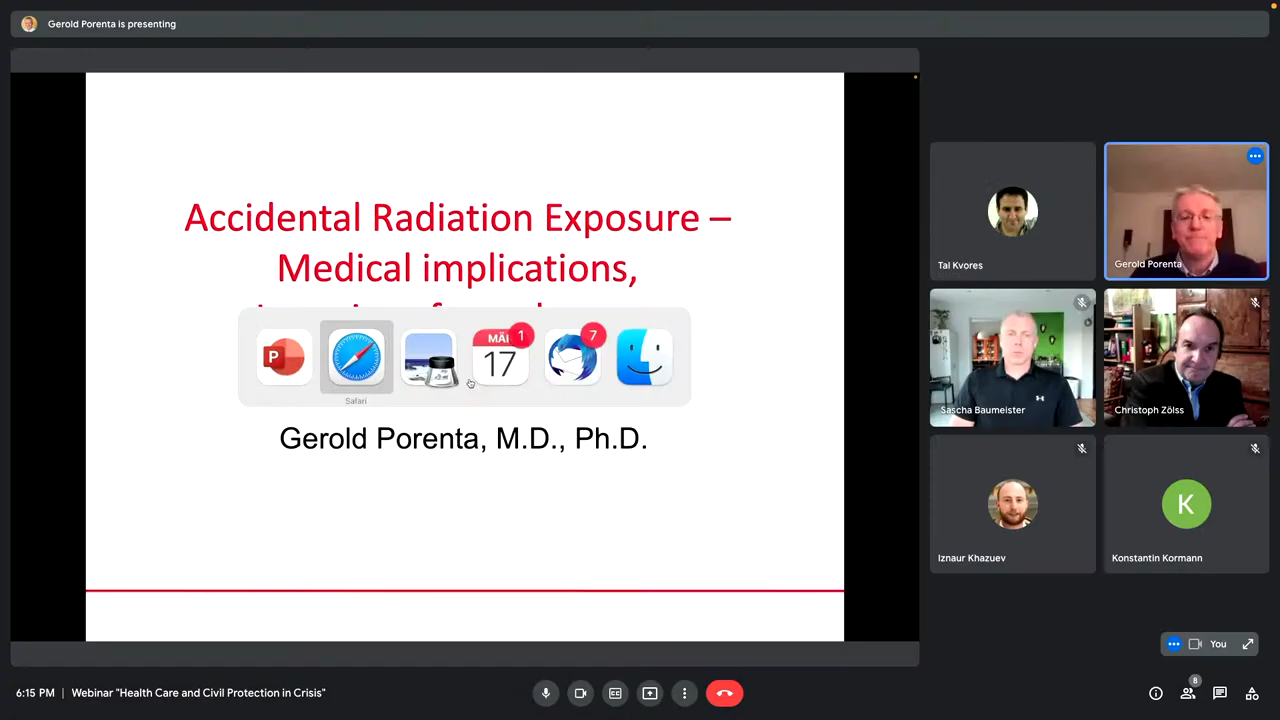 Gerold Porenta is presenting
Accidental Radiation Exposure –
Medical implications,
MÄR
1
17
7
P
Safari
Gerold Porenta, M.D., Ph.D.
Tal Kvores
Gerold Porenta
Sascha Baumeister
Christoph Zölss
Iznaur Khazuev
K
Konstantin Kormann
You
6:15 PM | Webinar "Health Care and Civil Protection in Crisis"
8